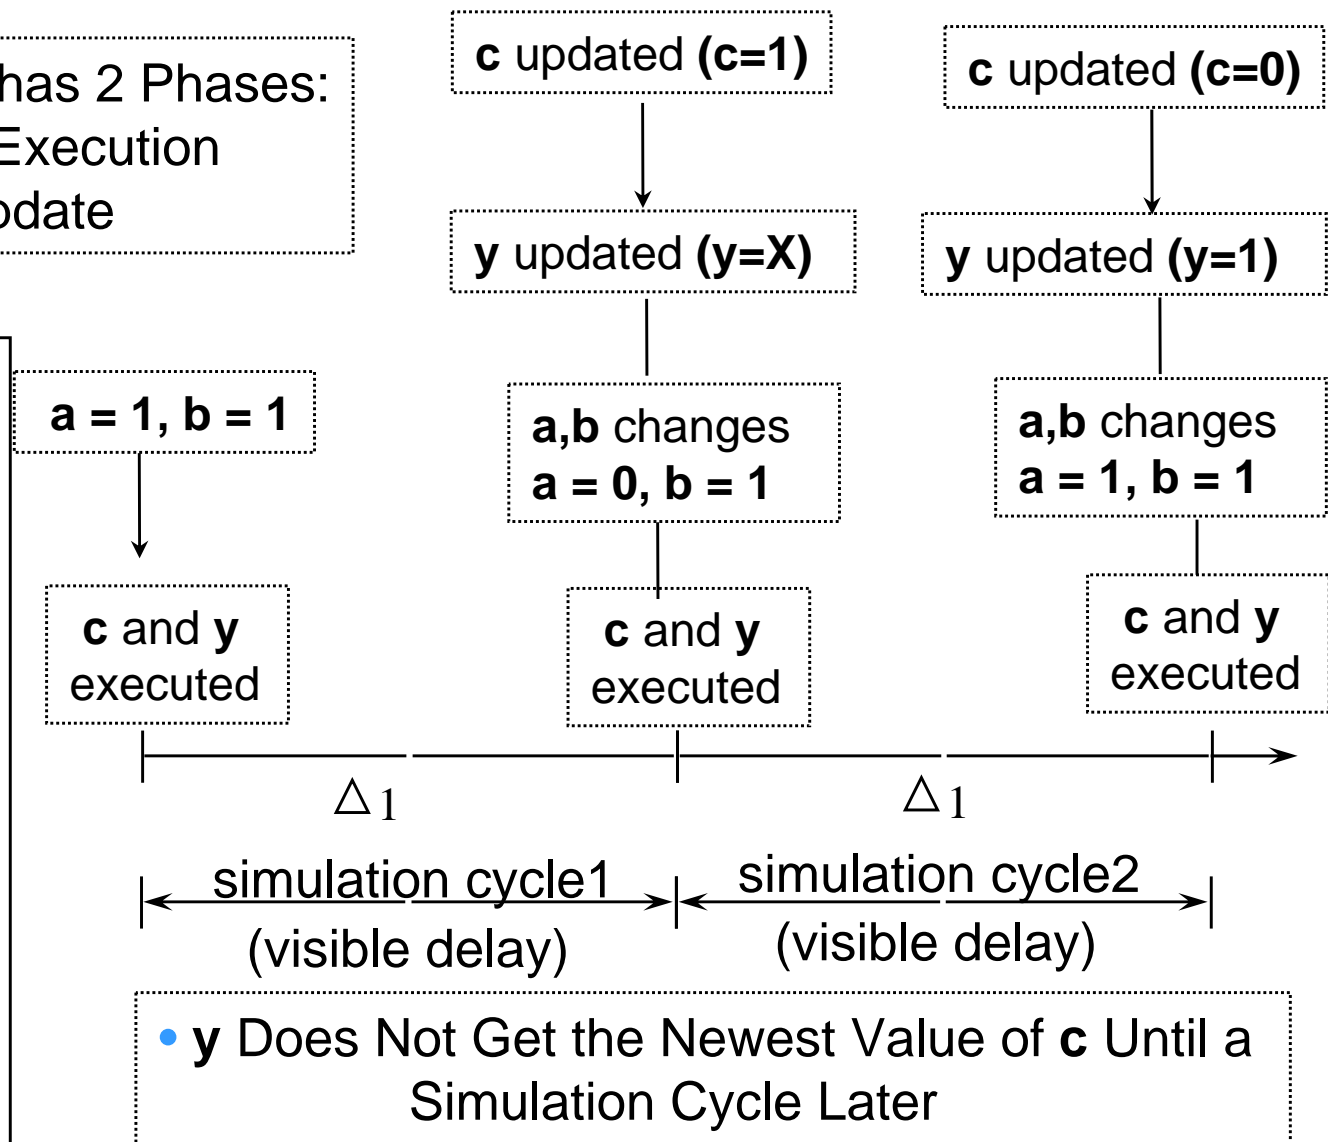 has 2 Phases:
Execution
c updated (c=1)
c updated (c=0)
y updated (y=X)
y updated (y=1)
a = 1, b = 1
a,b changes
a = 0, b = 1
a,b changes
a = 1, b = 1
c and y
executed
c and y
executed
c and y
executed
△1
△1
simulation cycle1
(visible delay)
simulation cycle2
(visible delay)
• y Does Not Get the Newest Value of c Until a
Simulation Cycle Later